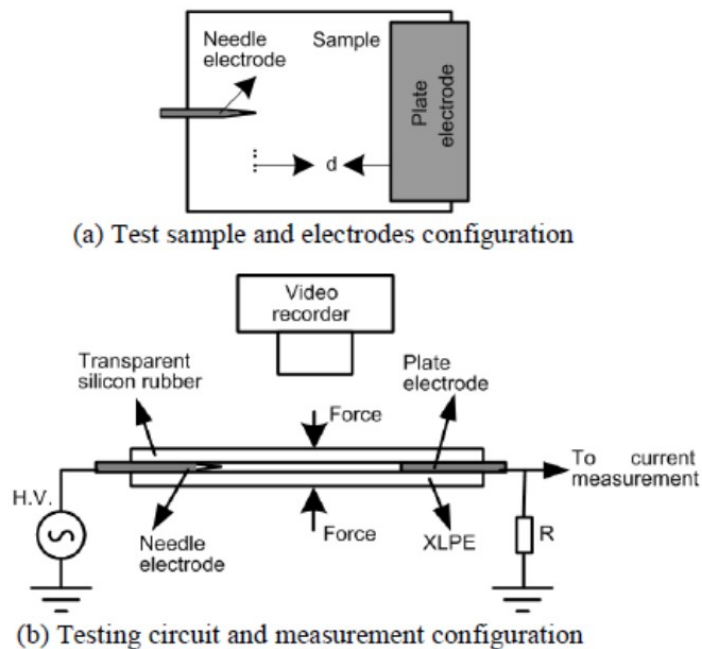 Needle
electrode
Sample
Plate
electrode
d
(a) Test sample and electrodes configuration
Video
recorder
Transparent
silicon rubber
Plate
electrode
Force
To current
measurement
H.V.
Needle
electrode
Force
XLPE
R
(b) Testing circuit and measurement configuration